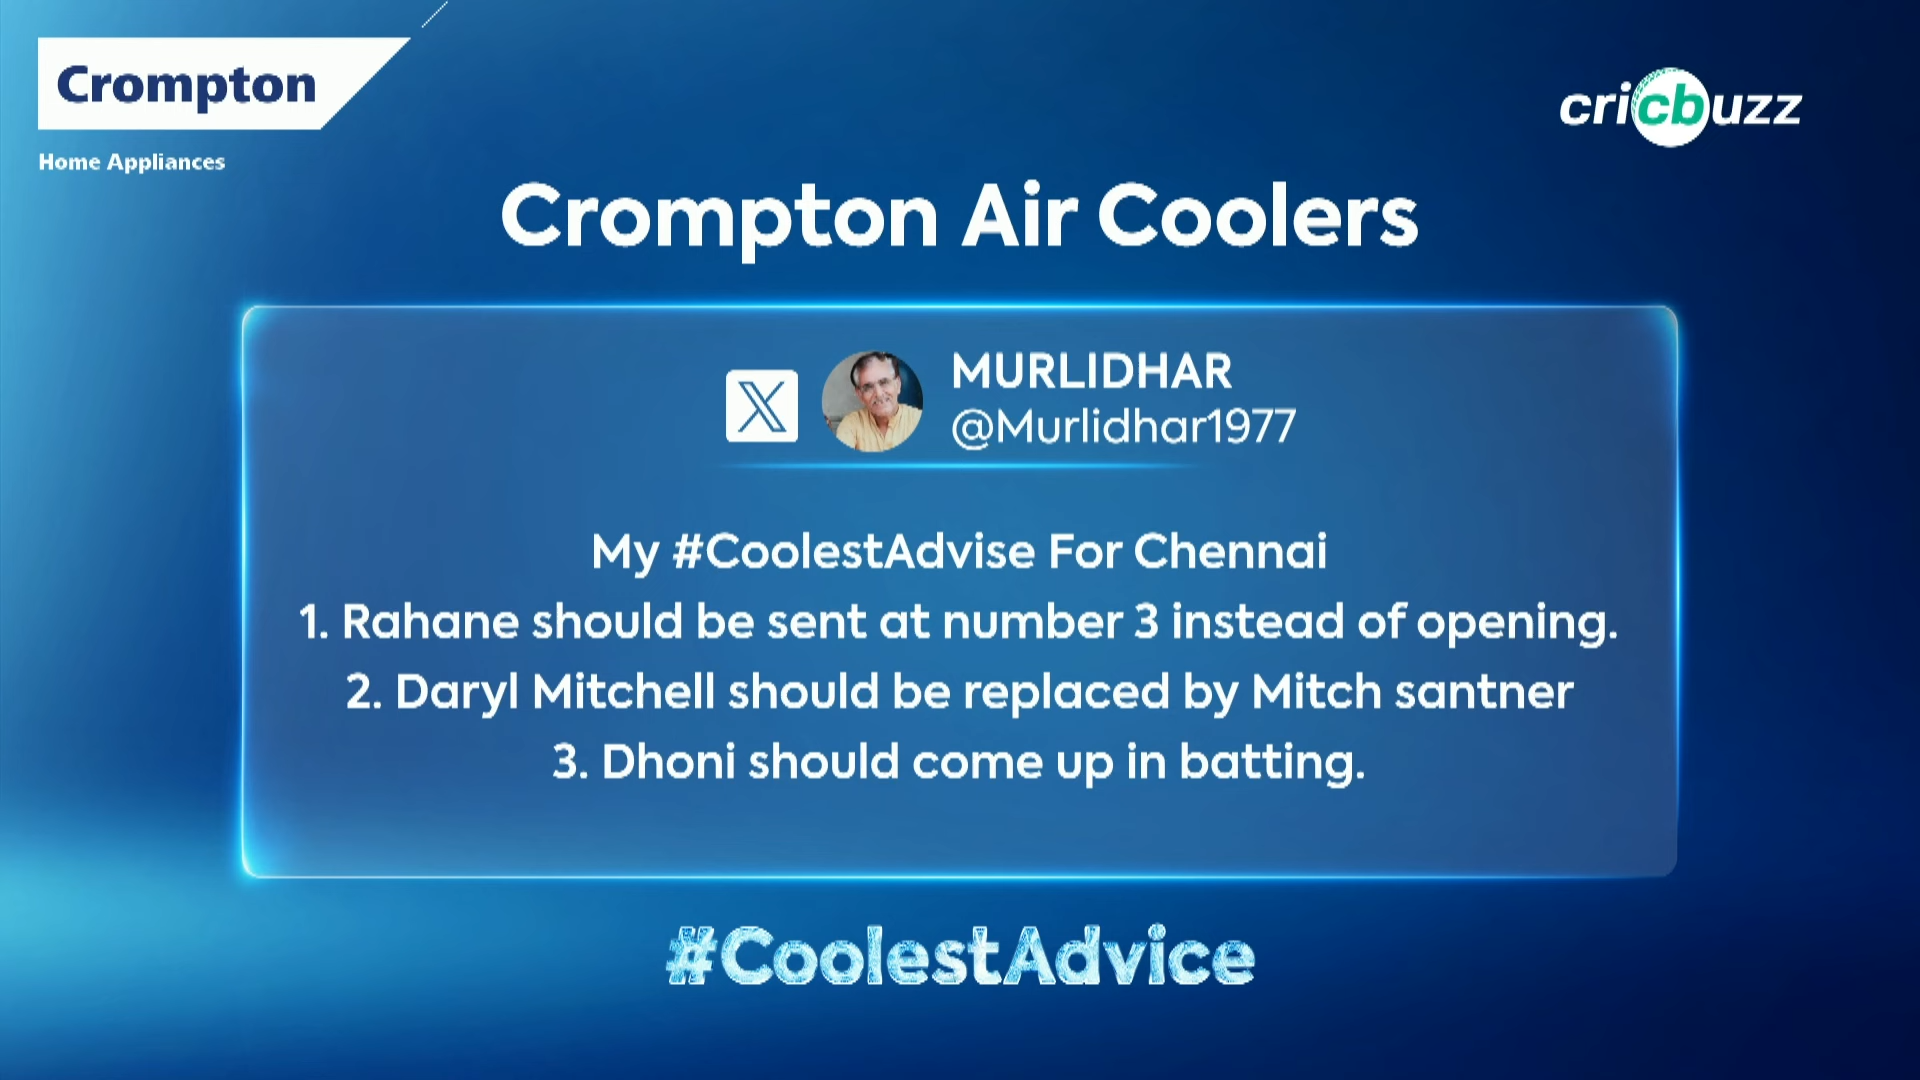 Crompton
Home Appliances
cricbuzz
Crompton Air Coolers
X
MURLIDHAR
@Murlidhar1977
My #CoolestAdvise For Chennai
1. Rahane should be sent at number 3 instead of opening.
2. Daryl Mitchell should be replaced by Mitch santner
3. Dhoni should come up in batting.
#CoolestAdvice